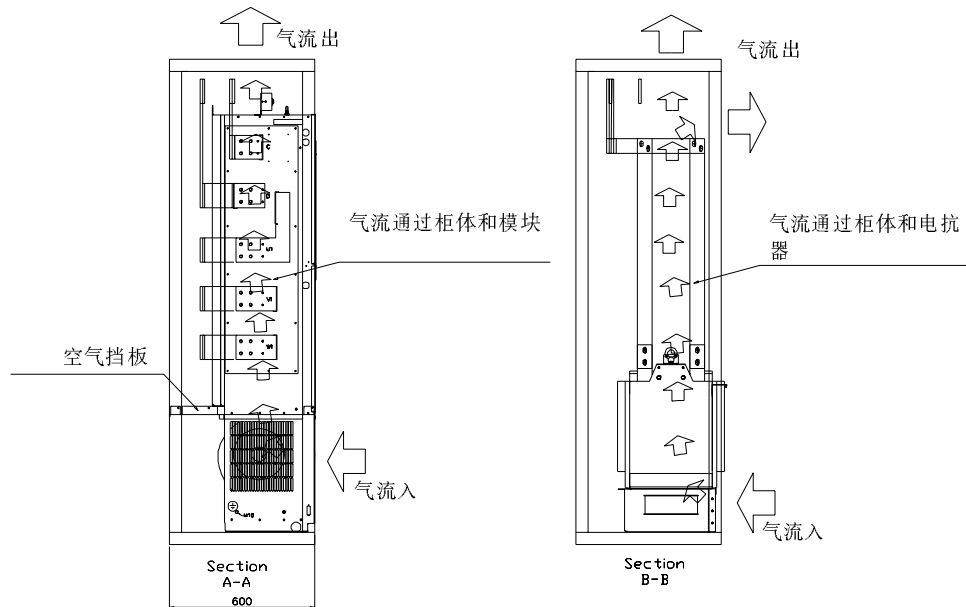 气流出
气流出
气流通过柜体和模块
气流通过柜体和电抗
器
空气挡板
气流入
气流入
M10
Section
A-A
600
Section
B-B